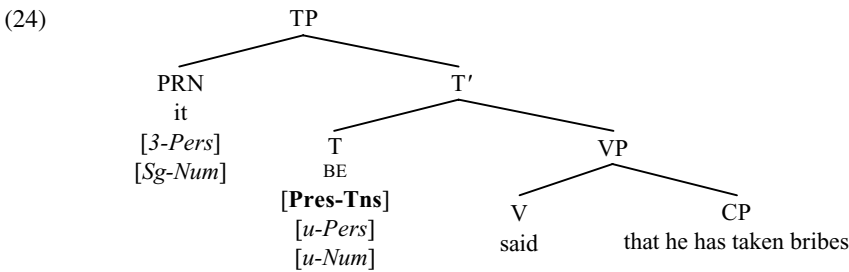 (24) TP
PRN T′
it
[3-Pers] T VP
[Sg-Num] BE
[Pres-Tns] V CP
[u-Pers] said that he has taken bribes
[u-Num]